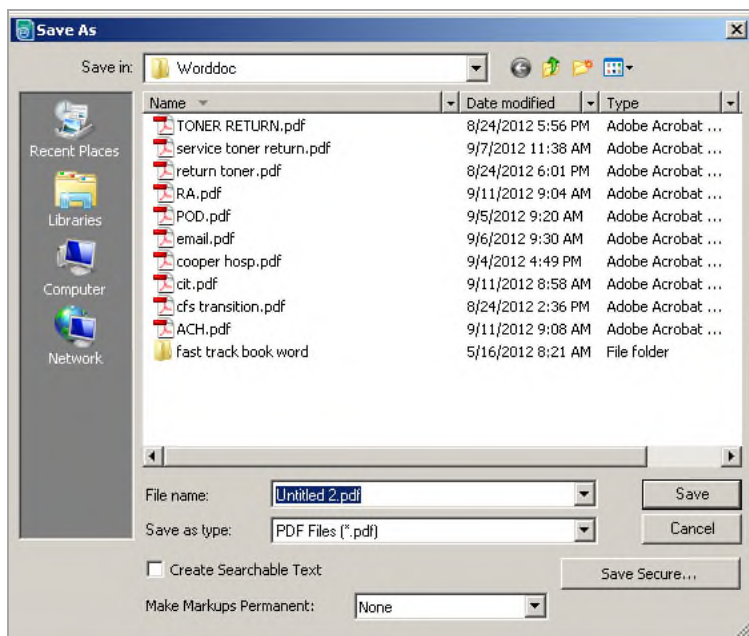 Save As
Save in: Worddoc
Name Date modified Type
TONER RETURN.pdf 8/24/2012 5:56 PM Adobe Acrobat ...
service toner return.pdf 9/7/2012 11:38 AM Adobe Acrobat ...
return toner.pdf 8/24/2012 6:01 PM Adobe Acrobat ...
RA.pdf 9/11/2012 9:04 AM Adobe Acrobat ...
POD.pdf 9/5/2012 9:20 AM Adobe Acrobat ...
email.pdf 9/6/2012 9:30 AM Adobe Acrobat ...
cooper hosp.pdf 9/4/2012 4:49 PM Adobe Acrobat ...
cit.pdf 9/11/2012 8:58 AM Adobe Acrobat ...
cfs transition.pdf 8/24/2012 2:36 PM Adobe Acrobat ...
ACH.pdf 9/11/2012 9:08 AM Adobe Acrobat ...
fast track book word 5/16/2012 8:21 AM File folder
Recent Places
Libraries
Computer
Network
File name: Untitled 2.pdf Save
Save as type: PDF Files (*.pdf) Cancel
Create Searchable Text Save Secure...
Make Markups Permanent: None